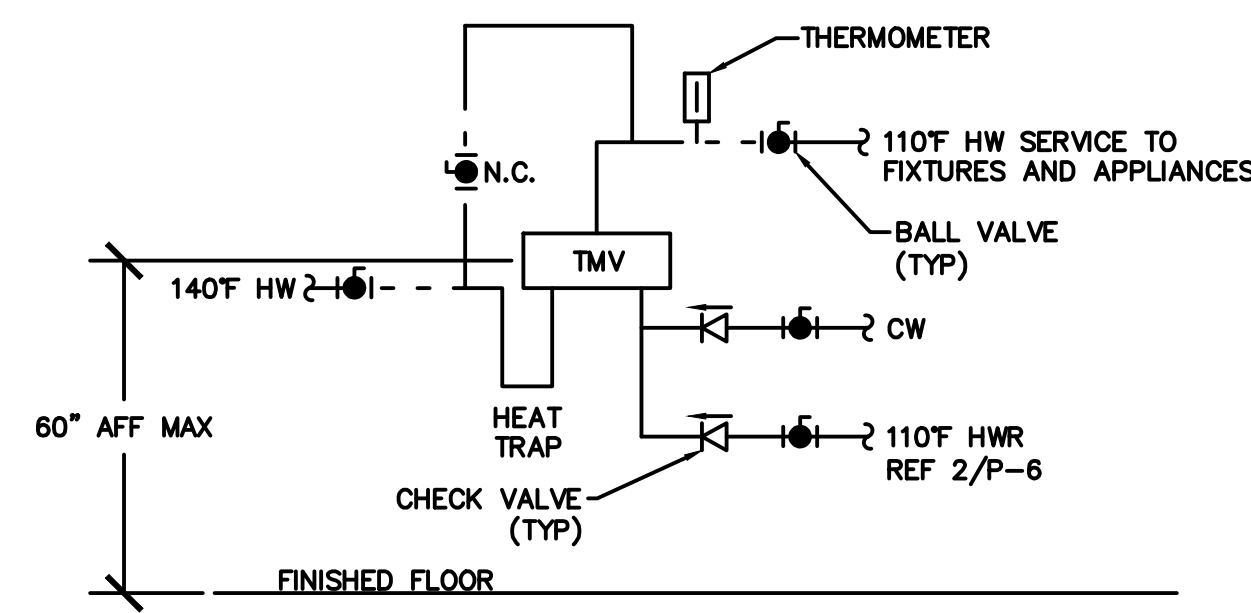 THERMOMETER
110°F HW SERVICE TO
FIXTURES AND APPLIANCES
N.C.
BALL VALVE
(TYP)
TMV
140°F HW
CW
60" AFF MAX
HEAT
TRAP
110°F HWR
REF 2/P-6
CHECK VALVE
(TYP)
FINISHED FLOOR